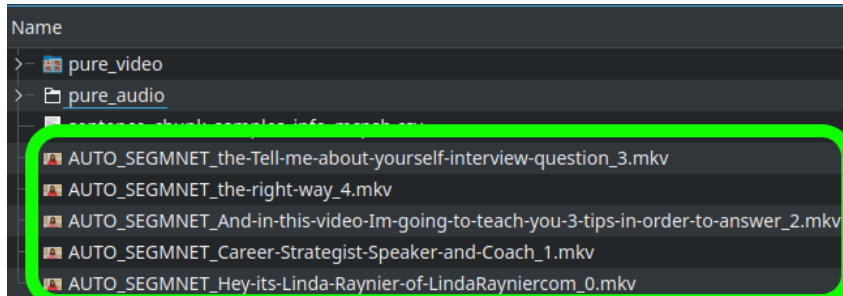 Name
pure_video
pure_audio
AUTO_SEGMNET_the-Tell-me-about-yourself-interview-question_3.mkv
AUTO_SEGMNET_the-right-way_4.mkv
AUTO_SEGMNET_And-in-this-video-Im-going-to-teach-you-3-tips-in-order-to-answer_2.mkv
AUTO_SEGMNET_Career-Strategist-Speaker-and-Coach_1.mkv
AUTO_SEGMNET_Hey-its-Linda-Raynier-of-LindaRayniercom_0.mkv